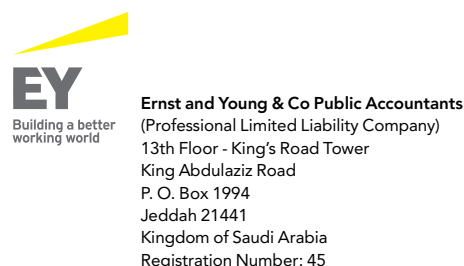 EY
Building a better
working world
Ernst and Young & Co Public Accountants
(Professional Limited Liability Company)
13th Floor - King’s Road Tower
King Abdulaziz Road
P. O. Box 1994
Jeddah 21441
Kingdom of Saudi Arabia
Registration Number: 45